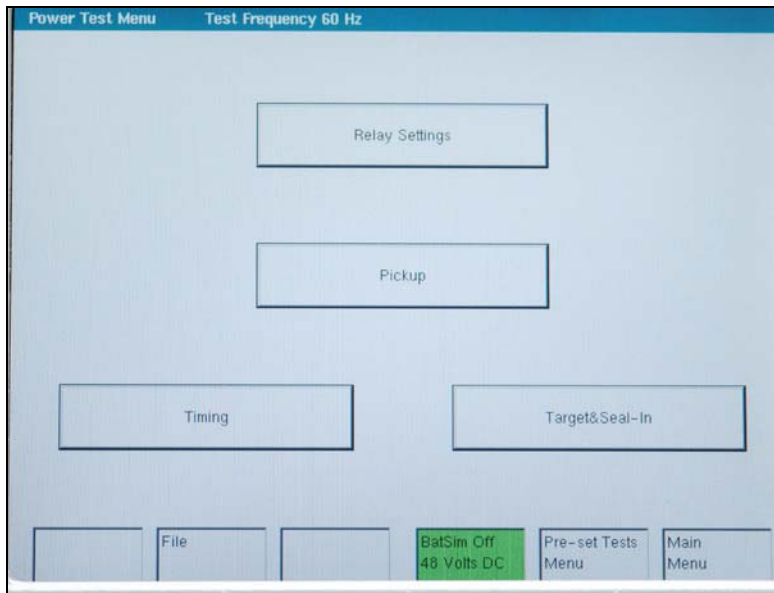 Power Test Menu Test Frequency 60 Hz
Relay Settings
Pickup
Timing
Target&Seal-In
File
BatSim Off
48 Volts DC
Pre-set Tests
Menu
Main
Menu